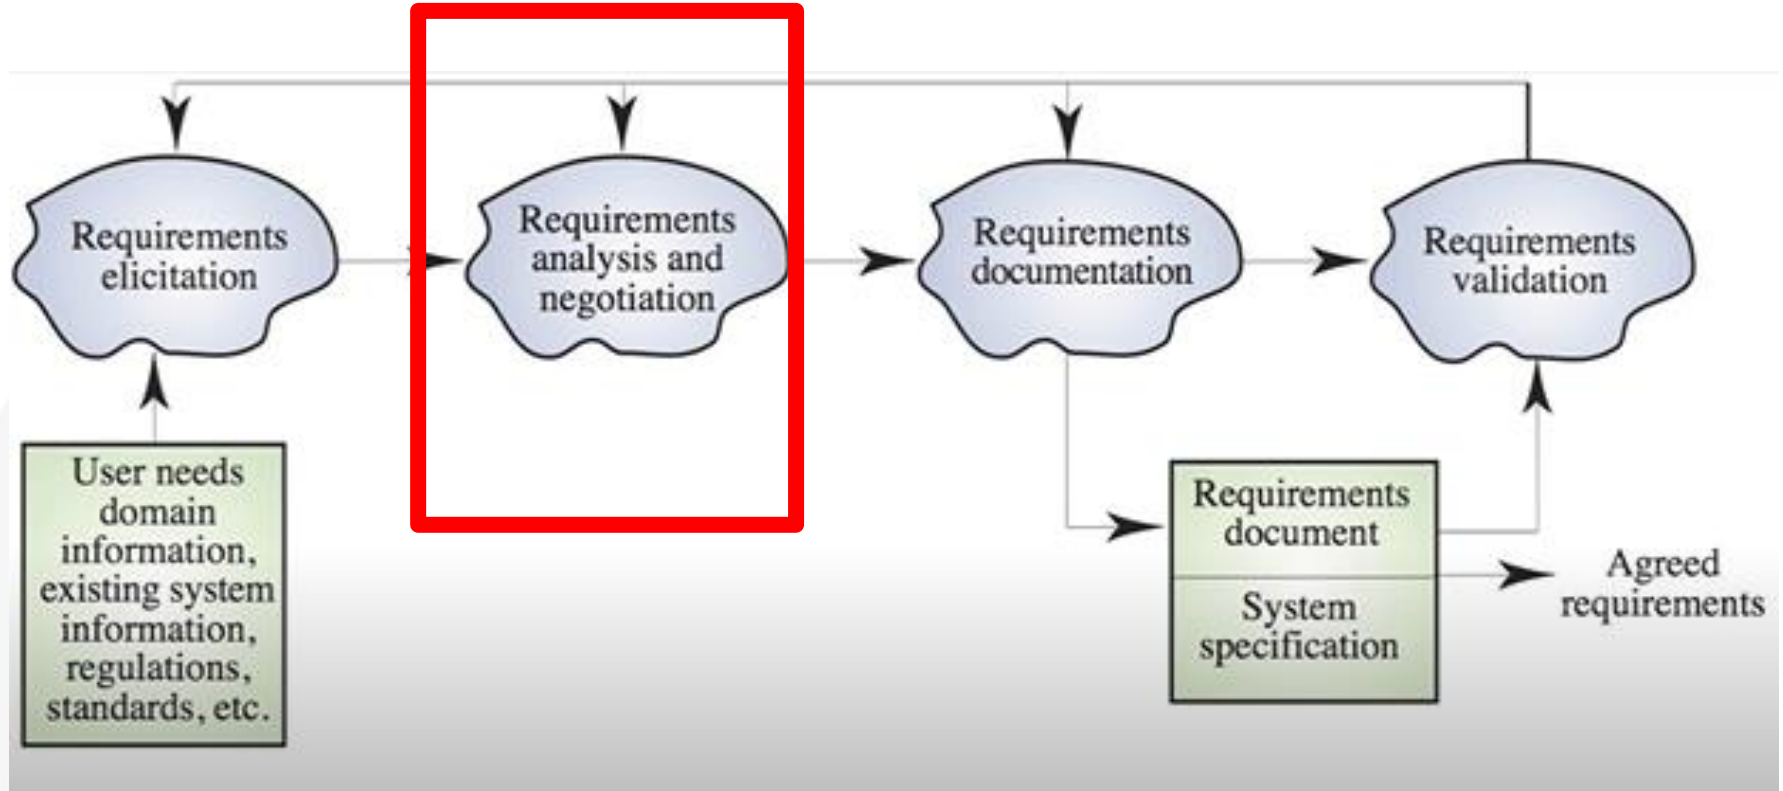 Requirements
elicitation
Requirements
analysis and
negotiation
Requirements
documentation
Requirements
validation
User needs
domain
information,
existing system
information,
regulations,
standards, etc.
Requirements
document
System
specification
Agreed
requirements